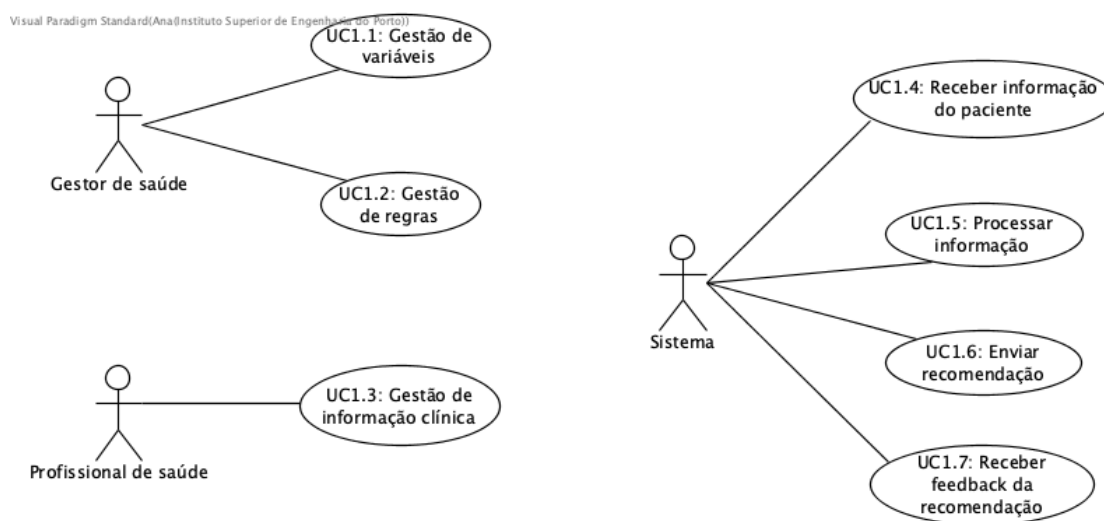 Visual Paradigm Standard(Ana(Instituto Superior de Engenharia do Porto))
UC1.1: Gestão de
variáveis
Gestor de saúde
UC1.2: Gestão
de regras
Profissional de saúde
UC1.3: Gestão de
informação clínica
UC1.4: Receber informação
do paciente
UC1.5: Processar
informação
Sistema
UC1.6: Enviar
recomendação
UC1.7: Receber
feedback da
recomendação